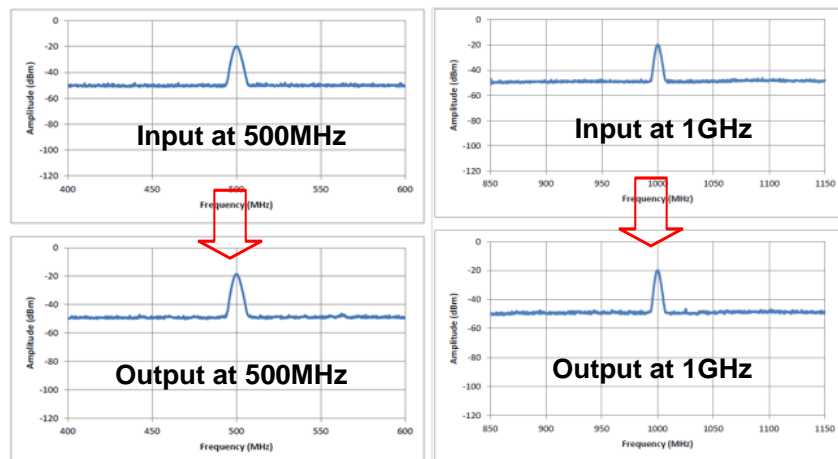 0
-20
-40
-60
-80
-100
-120
Amplitude (dBm)
Input at 500MHz
400 450 500 550 600
Frequency (MHz)
0
-20
-40
-60
-80
-100
-120
Amplitude (dBm)
Input at 1GHz
850 900 950 1000 1050 1100 1150
Frequency (MHz)
0
-20
-40
-60
-80
-100
-120
Amplitude (dBm)
Output at 500MHz
400 450 500 550 600
Frequency (MHz)
0
-20
-40
-60
-80
-100
-120
Amplitude (dBm)
Output at 1GHz
850 900 950 1000 1050 1100 1150
Frequency (MHz)